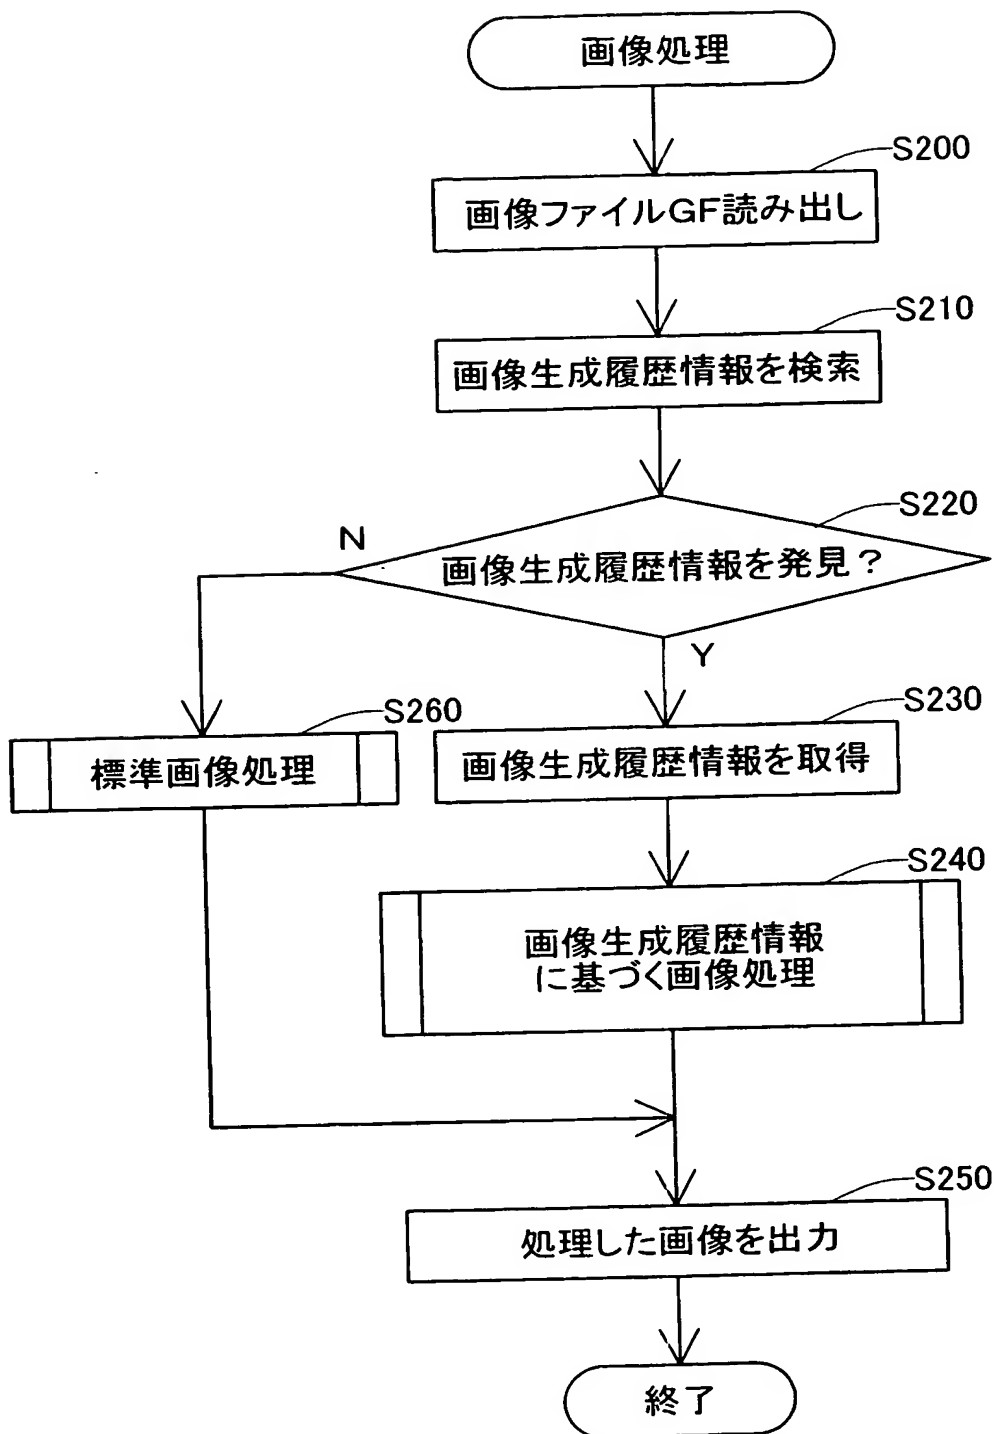 画像処理
S200
画像ファイルGF読み出し
S210
画像生成履歴情報を検索
S220
画像生成履歴情報を発見?
N
Y
S260
標準画像処理
S230
画像生成履歴情報を取得
S240
画像生成履歴情報
に基づく画像処理
S250
処理した画像を出力
終了